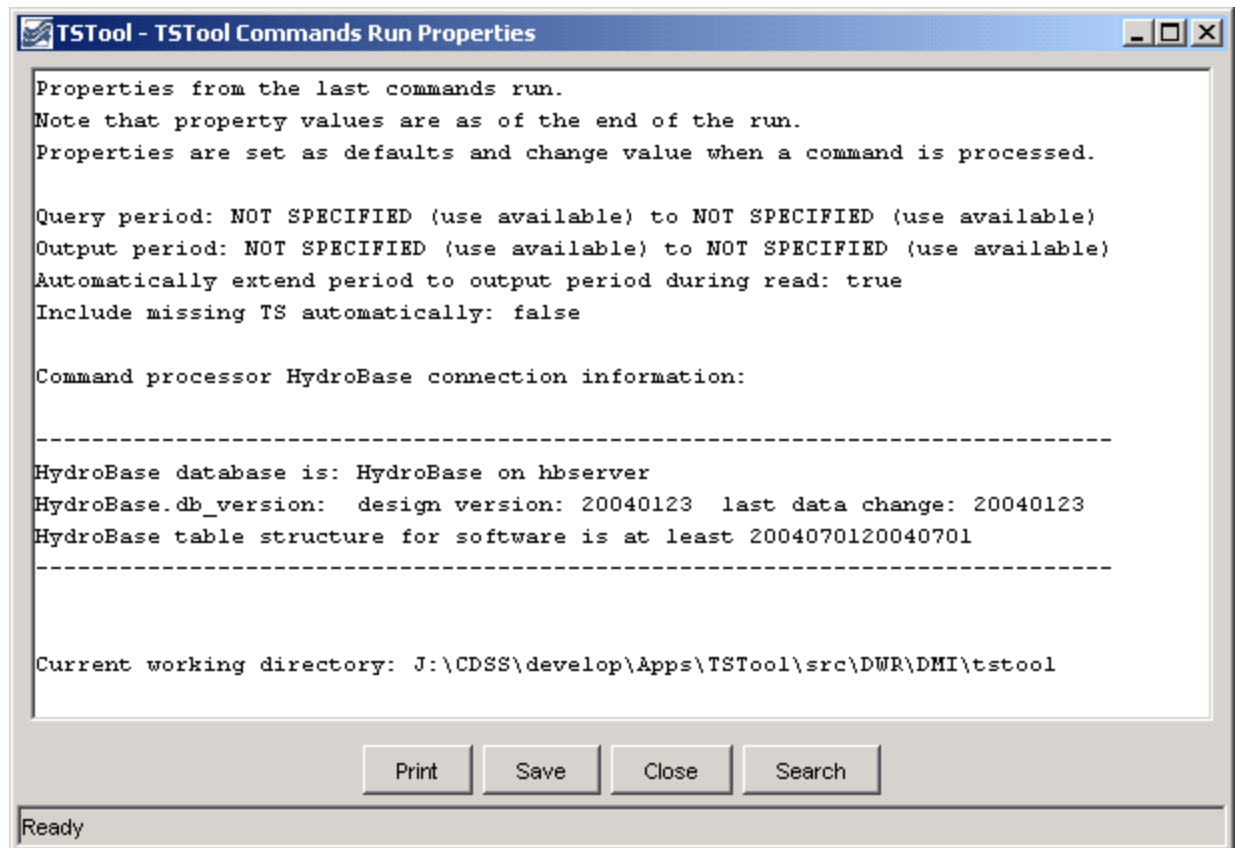 TSTool - TSTool Commands Run Properties
Properties from the last commands run.
Note that property values are as of the end of the run.
Properties are set as defaults and change value when a command is processed.
Query period: NOT SPECIFIED (use available) to NOT SPECIFIED (use available)
Output period: NOT SPECIFIED (use available) to NOT SPECIFIED (use available)
Automatically extend period to output period during read: true
Include missing TS automatically: false
Command processor HydroBase connection information:
------------------------------------------------------------------------------
HydroBase database is: HydroBase on hbserver
HydroBase.db_version:  design version: 20040123  last data change: 20040123
HydroBase table structure for software is at least 2004070120040701
------------------------------------------------------------------------------
Current working directory: J:\CDSS\develop\Apps\TSTool\src\DWR\DMI\tstool
Print Save Close Search
Ready